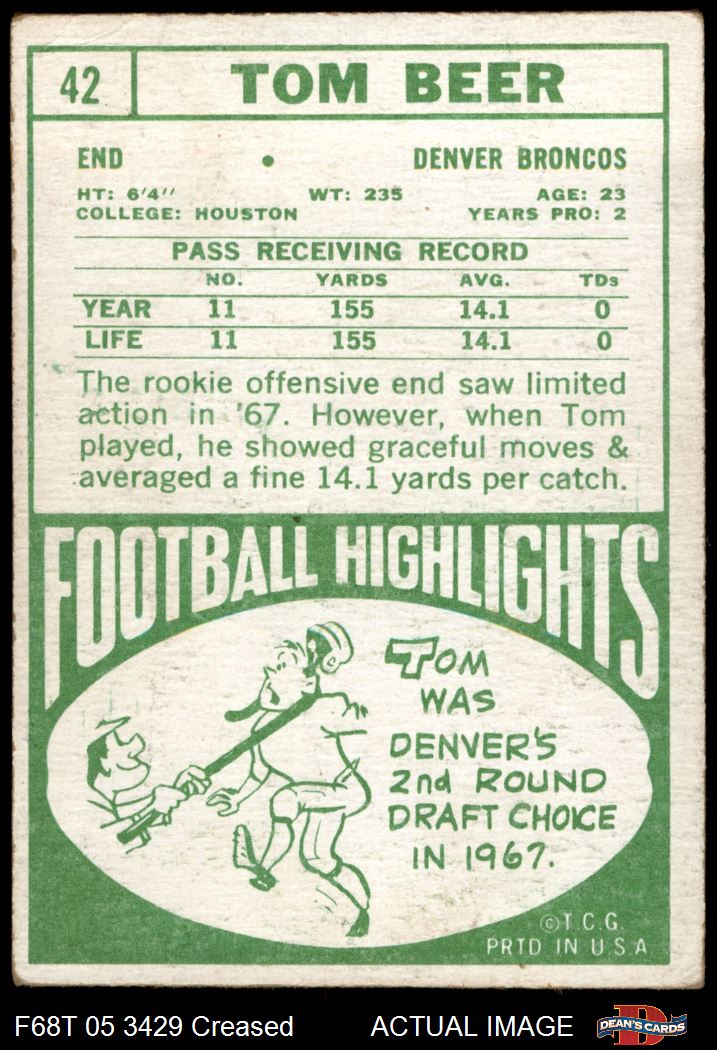 42 TOM BEER
END • DENVER BRONCOS
HT: 6'4" WT: 235 AGE: 23
COLLEGE: HOUSTON YEARS PRO: 2
PASS RECEIVING RECORD
NO. YARDS AVG. TDs
YEAR 11 155 14.1 0
LIFE 11 155 14.1 0
The rookie offensive end saw limited
action in '67. However, when Tom
played, he showed graceful moves &
averaged a fine 14.1 yards per catch.
FOOTBALL HIGHLIGHTS
TOM
WAS
DENVER'S
2nd ROUND
DRAFT CHOICE
IN 1967.
©T.C.G.
PRTD IN U.S.A
F68T 05 3429 Creased ACTUAL IMAGE D DEAN'S CARDS